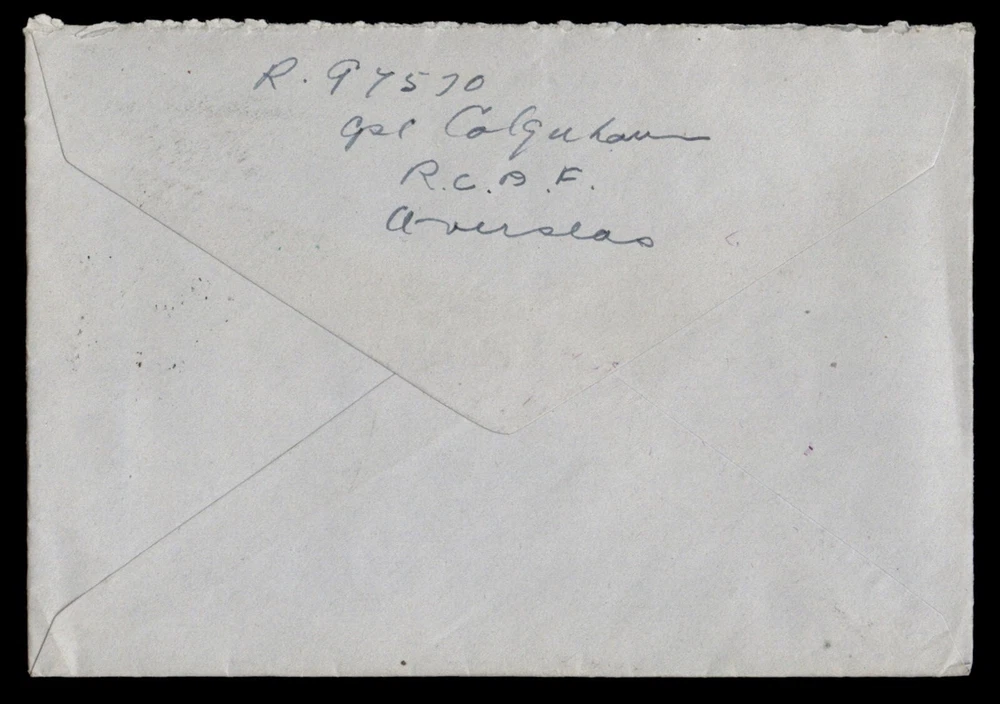 R. 97570
Cpl Colquhoun
R.C.A.F.
Overseas